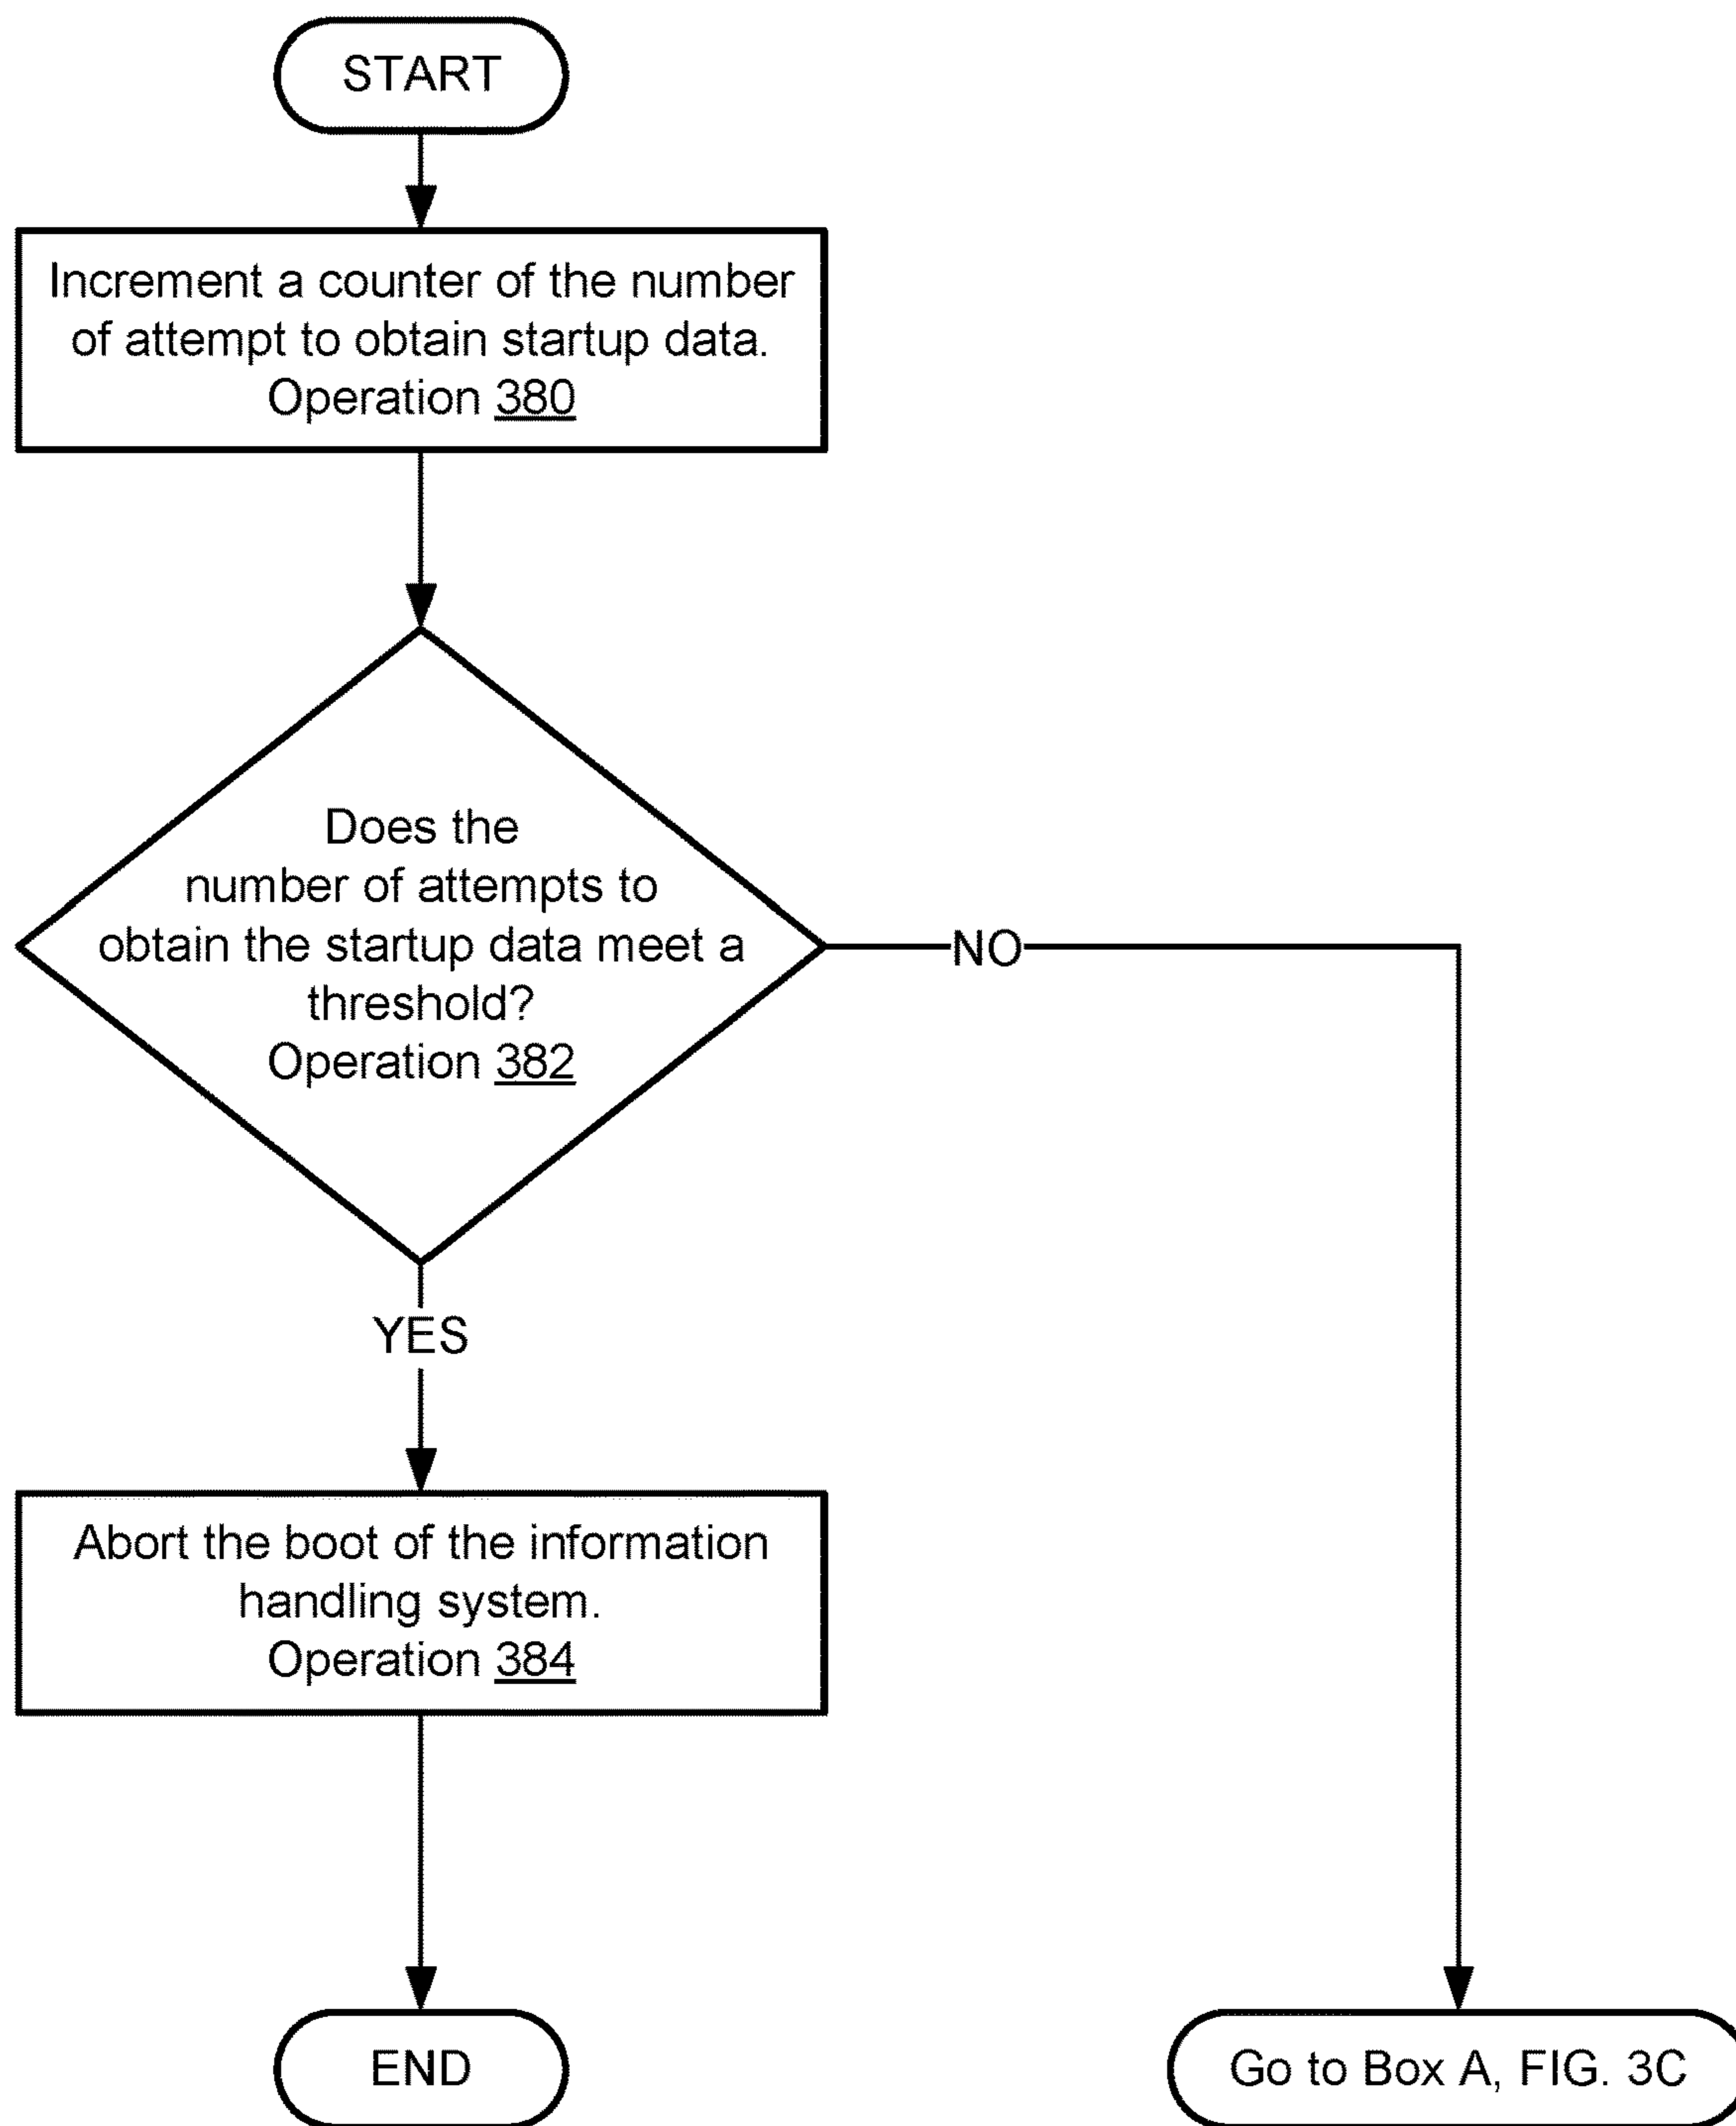 START
Increment a counter of the number
of attempt to obtain startup data.
Operation 380
Does the
number of attempts to
obtain the startup data meet a
threshold?
Operation 382
NO
YES
Abort the boot of the information
handling system.
Operation 384
END
Go to Box A, FIG. 3C